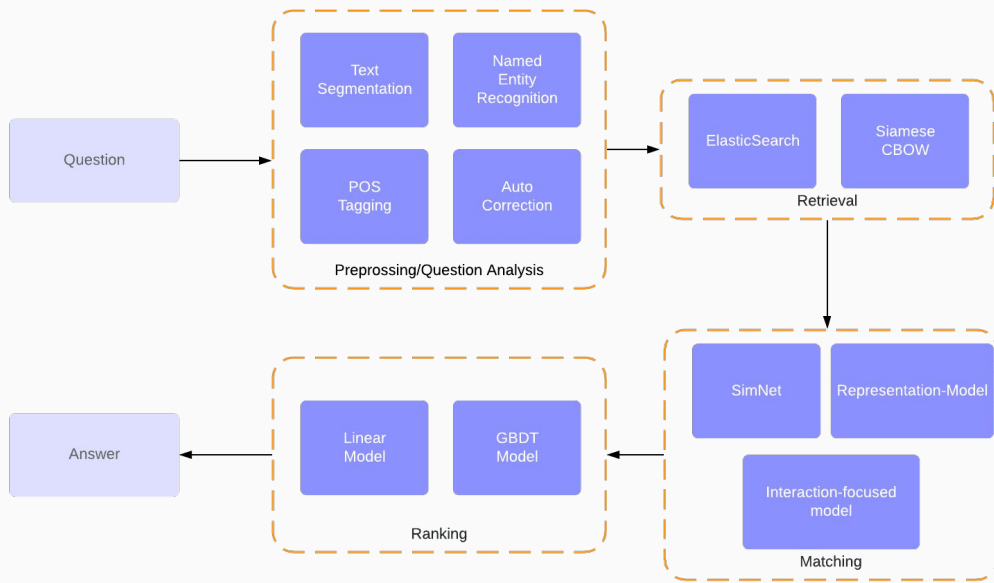 Question
Text
Segmentation
Named
Entity
Recognition
POS
Tagging
Auto
Correction
Preprossing/Question Analysis
ElasticSearch
Siamese
CBOW
Retrieval
SimNet
Representation-Model
Interaction-focused
model
Matching
Linear
Model
GBDT
Model
Ranking
Answer